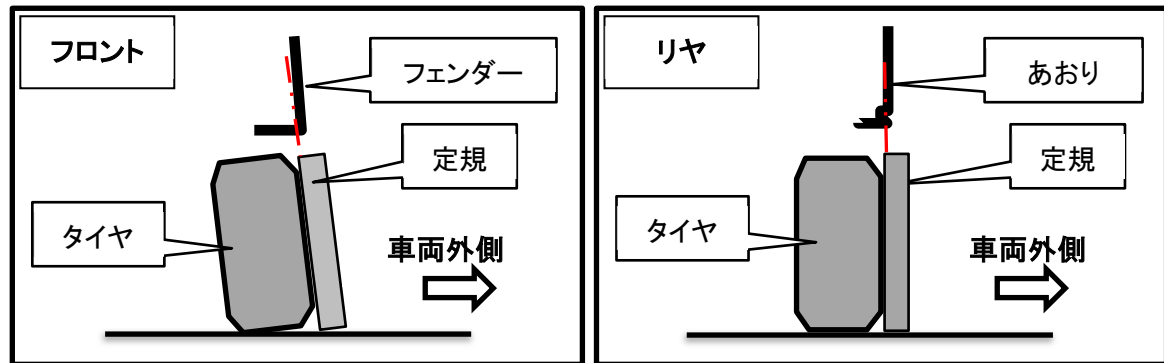 フロント
フェンダー
定規
タイヤ
車両外側
リヤ
あおり
定規
タイヤ
車両外側